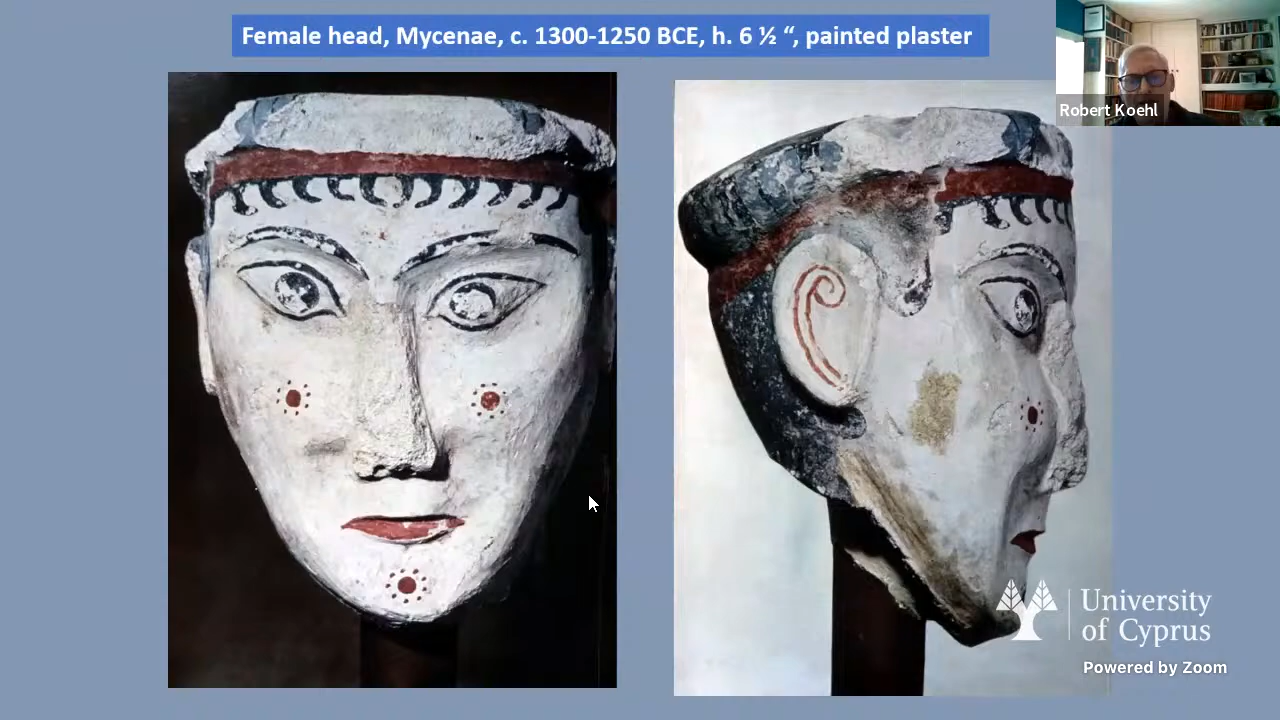 Female head, Mycenae, c. 1300-1250 BCE, h. 6 ½ “, painted plaster
Robert Koehl
University
of Cyprus
Powered by Zoom